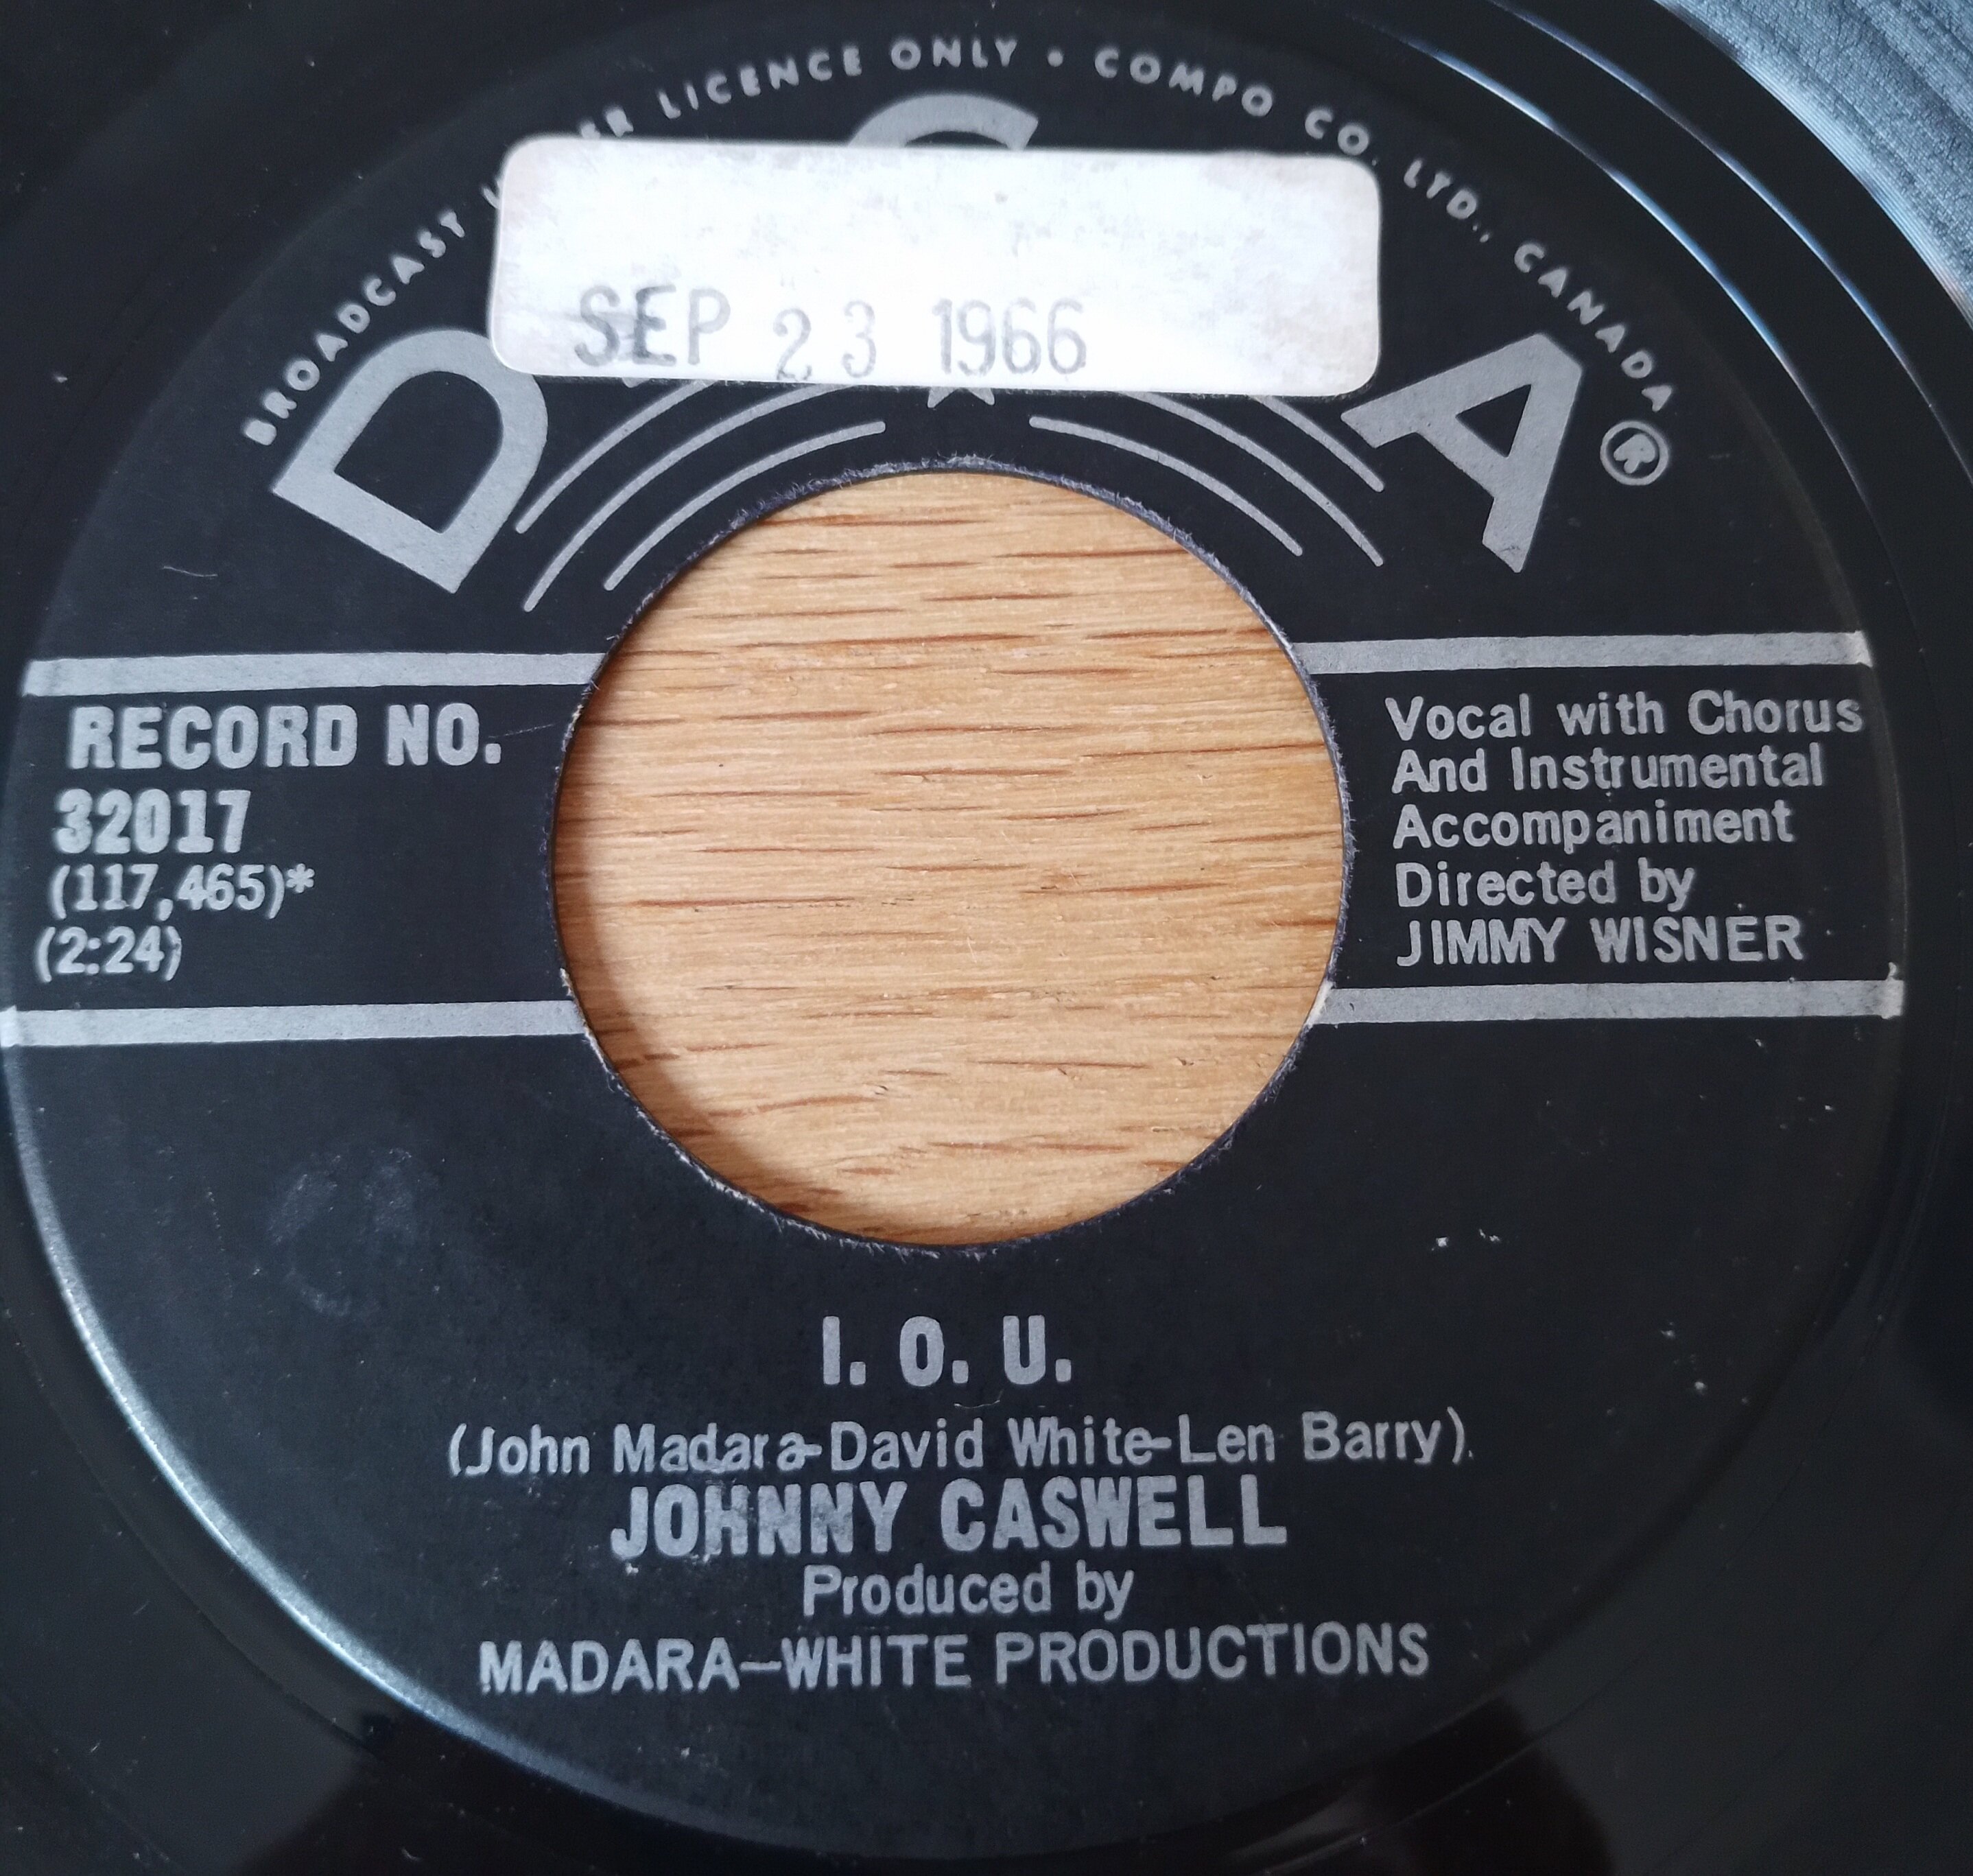 BROADCAST UNDER LICENCE ONLY • COMPO CO. LTD., CANADA
SEP 23 1966
DECCA®
RECORD NO.
32017
(117,465)*
(2:24)
Vocal with Chorus
And Instrumental
Accompaniment
Directed by
JIMMY WISNER
I. O. U.
(John Madara-David White-Len Barry)
JOHNNY CASWELL
Produced by
MADARA—WHITE PRODUCTIONS